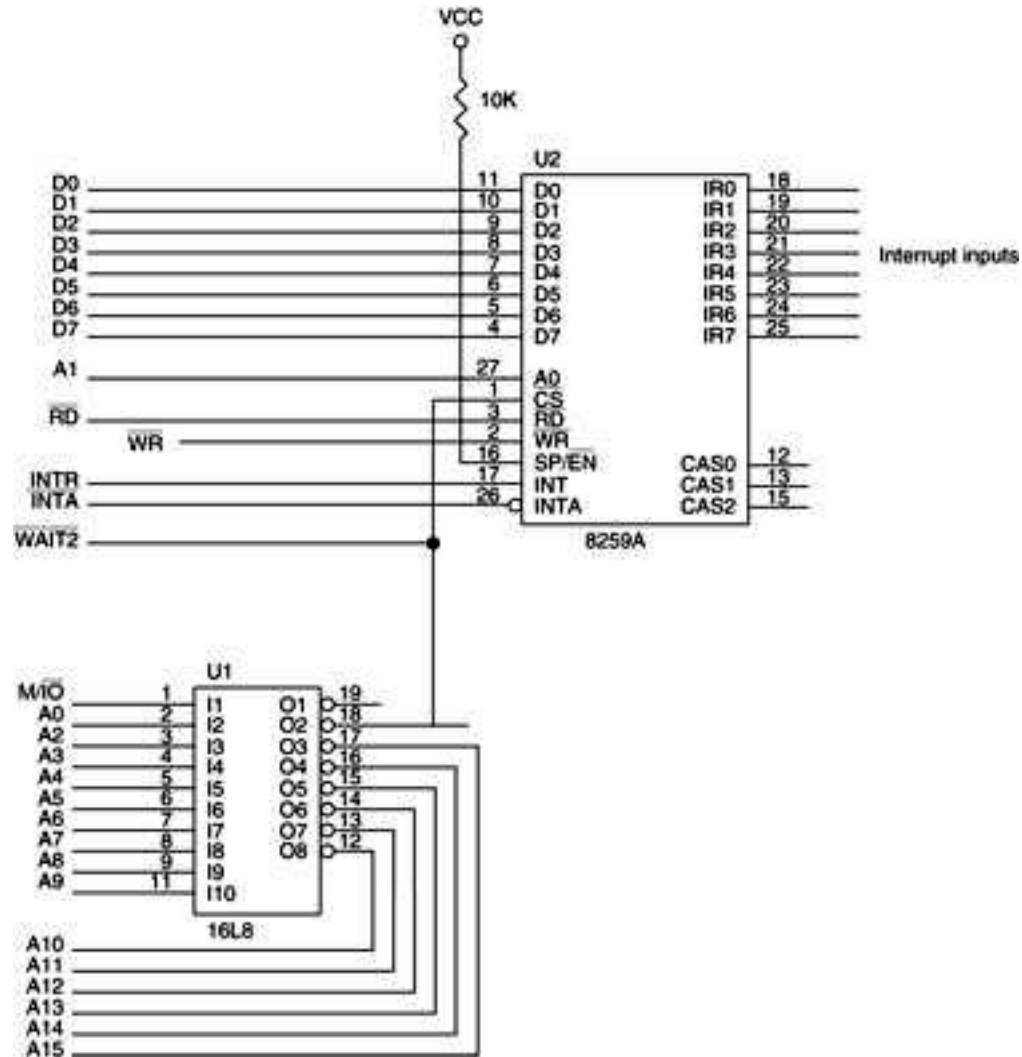 VCC
10K
U2
D0 11 D0 IR0 18
D1 10 D1 IR1 19
D2 9 D2 IR2 20
D3 8 D3 IR3 21 Interrupt inputs
D4 7 D4 IR4 22
D5 6 D5 IR5 23
D6 5 D6 IR6 24
D7 4 D7 IR7 25
A1 27 A0
1 CS
RD 3 RD
WR 2 WR
16 SP/EN CAS0 12
INTR 17 INT CAS1 13
INTA 26 INTA CAS2 15
WAIT2 8259A
U1
M/IO 1 I1 O1 19
A0 2 I2 O2 18
A2 3 I3 O3 17
A3 4 I4 O4 16
A4 5 I5 O5 15
A5 6 I6 O6 14
A6 7 I7 O7 13
A7 8 I8 O8 12
A8 9 I9
A9 11 I10
16L8
A10
A11
A12
A13
A14
A15